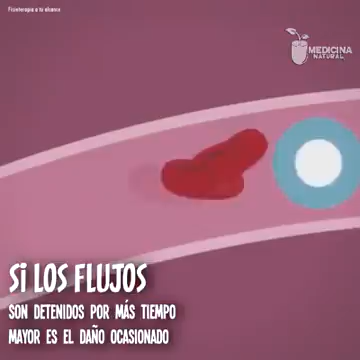 Fisioterapia a tu alcance
MEDICINA
NATURAL
Si LOS FLUJOS
SON DETENIDOS POR MÁS TIEMPO
MAYOR ES EL DAÑO OCASIONADO